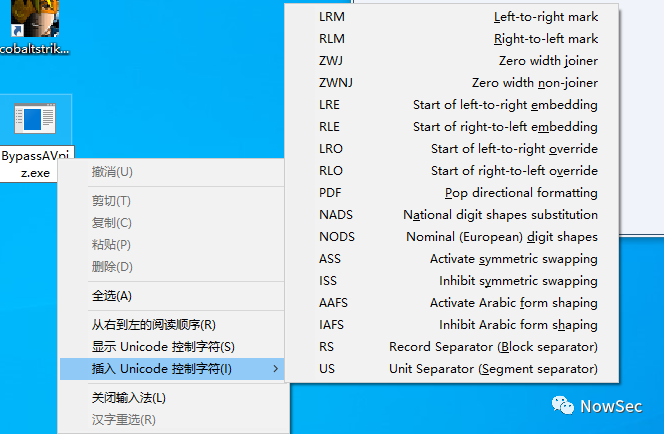 cobaltstrik...
BypassAVpi
z.exe
撤消(U)
剪切(T)
复制(C)
粘贴(P)
删除(D)
全选(A)
从右到左的阅读顺序(R)
显示 Unicode 控制字符(S)
插入 Unicode 控制字符(I)
关闭输入法(L)
汉字重选(R)
LRM Left-to-right mark
RLM Right-to-left mark
ZWJ Zero width joiner
ZWNJ Zero width non-joiner
LRE Start of left-to-right embedding
RLE Start of right-to-left embedding
LRO Start of left-to-right override
RLO Start of right-to-left override
PDF Pop directional formatting
NADS National digit shapes substitution
NODS Nominal (European) digit shapes
ASS Activate symmetric swapping
ISS Inhibit symmetric swapping
AAFS Activate Arabic form shaping
IAFS Inhibit Arabic form shaping
RS Record Separator (Block separator)
US Unit Separator (Segment separator)
NowSec